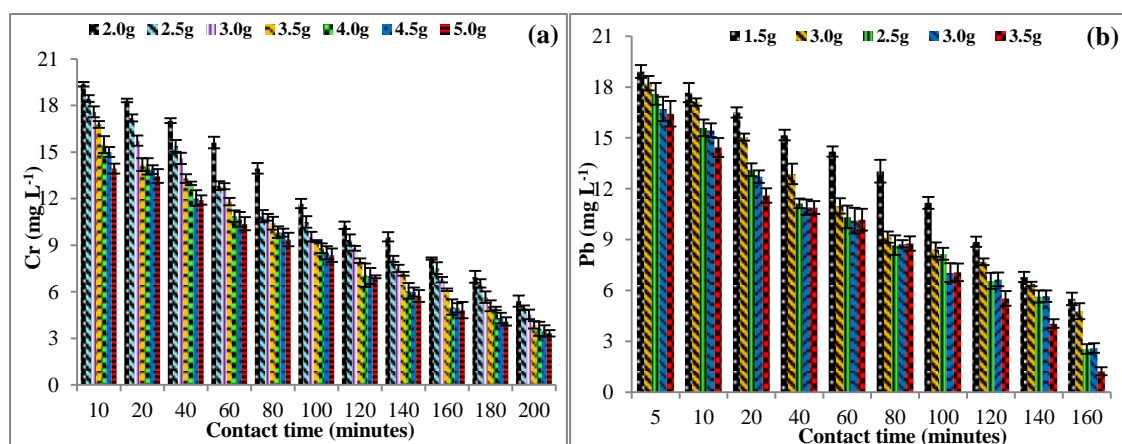 2.0g 2.5g 3.0g 3.5g 4.0g 4.5g 5.0g (a)
21
18
15
12
9
6
3
0
Cr (mg L-1)
10 20 40 60 80 100 120 140 160 180 200
Contact time (minutes)
1.5g 3.0g 2.5g 3.0g 3.5g (b)
21
18
15
12
9
6
3
0
Pb (mg L-1)
5 10 20 40 60 80 100 120 140 160
Contact time (minutes)